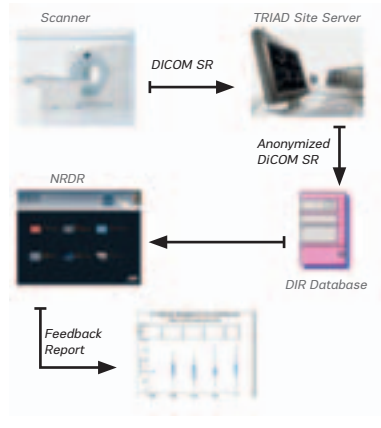 Scanner
TRIAD Site Server
DICOM SR
Anonymized
DiCOM SR
NRDR
DIR Database
Feedback
Report